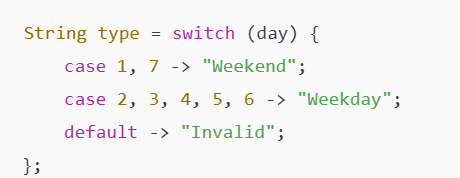 String type = switch (day) {
    case 1, 7 -> "Weekend";
    case 2, 3, 4, 5, 6 -> "Weekday";
    default -> "Invalid";
};